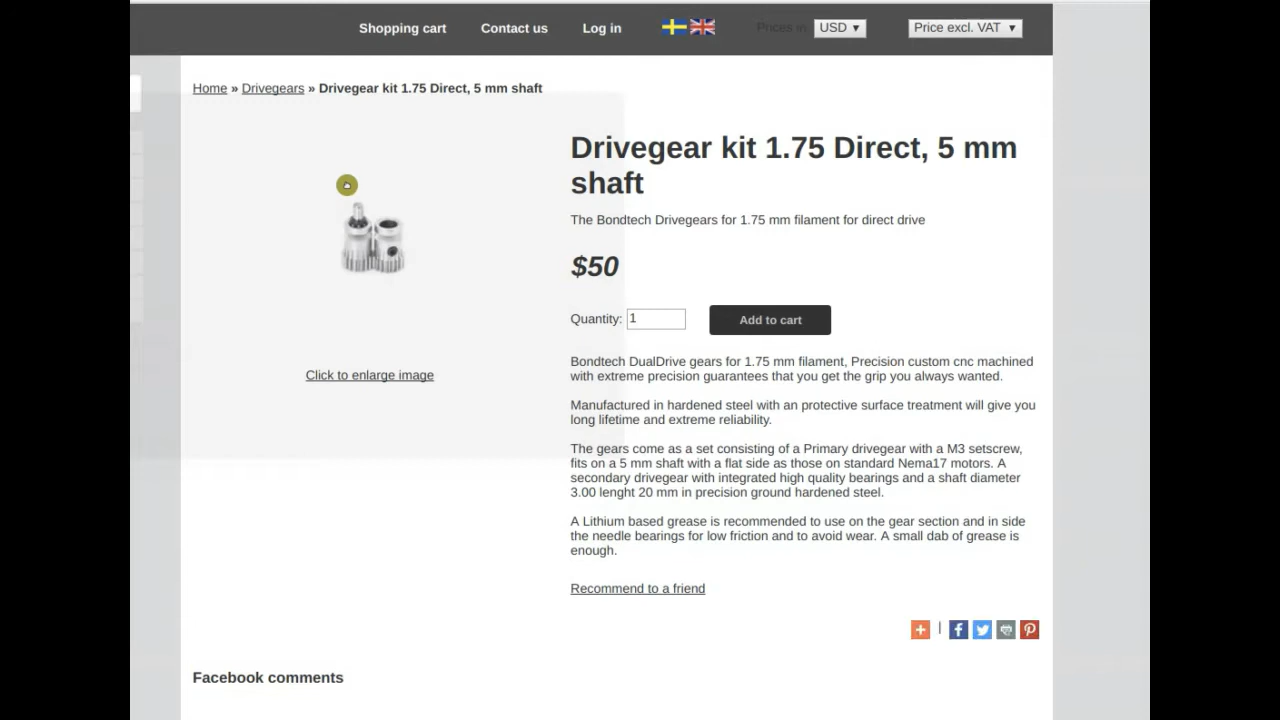 Shopping cart Contact us Log in Prices in: USD ▼ Price excl. VAT ▼
Home » Drivegears » Drivegear kit 1.75 Direct, 5 mm shaft
Drivegear kit 1.75 Direct, 5 mm
shaft
The Bondtech Drivegears for 1.75 mm filament for direct drive
$50
Quantity: 1 Add to cart
Bondtech DualDrive gears for 1.75 mm filament, Precision custom cnc machined
with extreme precision guarantees that you get the grip you always wanted.
Click to enlarge image
Manufactured in hardened steel with an protective surface treatment will give you
long lifetime and extreme reliability.
The gears come as a set consisting of a Primary drivegear with a M3 setscrew,
fits on a 5 mm shaft with a flat side as those on standard Nema17 motors. A
secondary drivegear with integrated high quality bearings and a shaft diameter
3.00 lenght 20 mm in precision ground hardened steel.
A Lithium based grease is recommended to use on the gear section and in side
the needle bearings for low friction and to avoid wear. A small dab of grease is
enough.
Recommend to a friend
Facebook comments